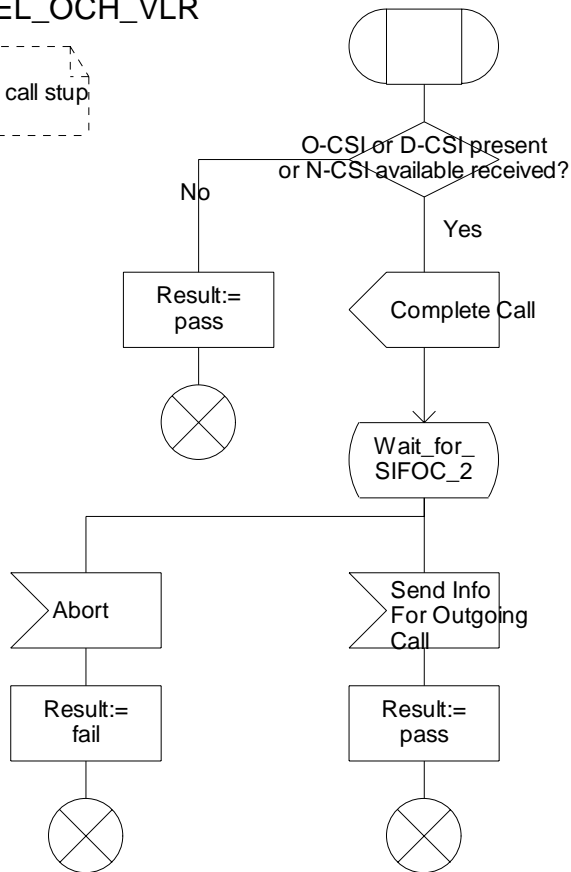 EL_OCH_VLR
call stup
O-CSI or D-CSI present
or N-CSI available received?
No
Yes
Result:=
pass
Complete Call
Wait_for_
SIFOC_2
Abort
Send Info
For Outgoing
Call
Result:=
fail
Result:=
pass